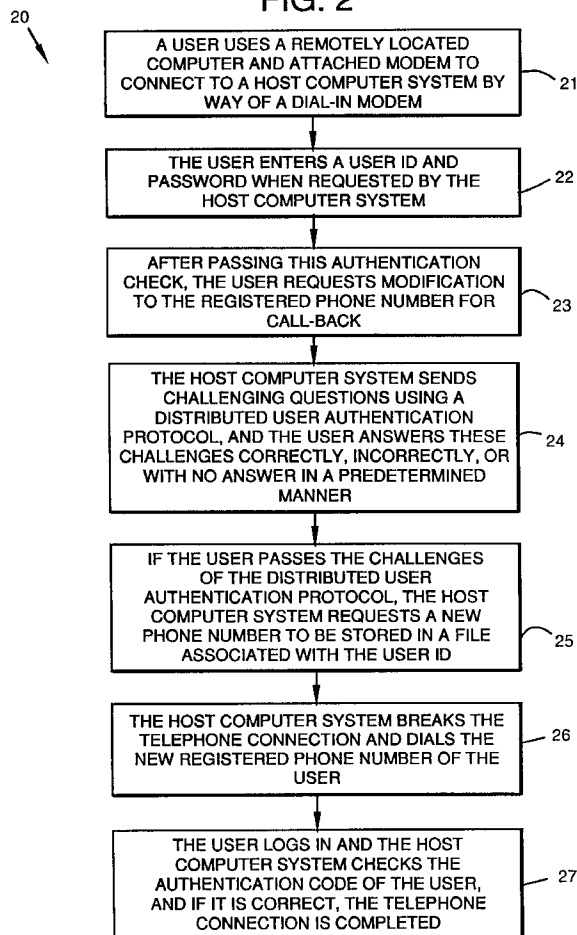 FIG. 2
20
A USER USES A REMOTELY LOCATED
COMPUTER AND ATTACHED MODEM TO
CONNECT TO A HOST COMPUTER SYSTEM BY
WAY OF A DIAL-IN MODEM
21
THE USER ENTERS A USER ID AND
PASSWORD WHEN REQUESTED BY THE
HOST COMPUTER SYSTEM
22
AFTER PASSING THIS AUTHENTICATION
CHECK, THE USER REQUESTS MODIFICATION
TO THE REGISTERED PHONE NUMBER FOR
CALL-BACK
23
THE HOST COMPUTER SYSTEM SENDS
CHALLENGING QUESTIONS USING A
DISTRIBUTED USER AUTHENTICATION
PROTOCOL, AND THE USER ANSWERS THESE
CHALLENGES CORRECTLY, INCORRECTLY, OR
WITH NO ANSWER IN A PREDETERMINED
MANNER
24
IF THE USER PASSES THE CHALLENGES
OF THE DISTRIBUTED USER
AUTHENTICATION PROTOCOL, THE HOST
COMPUTER SYSTEM REQUESTS A NEW
PHONE NUMBER TO BE STORED IN A FILE
ASSOCIATED WITH THE USER ID
25
THE HOST COMPUTER SYSTEM BREAKS THE
TELEPHONE CONNECTION AND DIALS THE
NEW REGISTERED PHONE NUMBER OF THE
USER
26
THE USER LOGS IN AND THE HOST
COMPUTER SYSTEM CHECKS THE
AUTHENTICATION CODE OF THE USER,
AND IF IT IS CORRECT, THE TELEPHONE
CONNECTION IS COMPLETED
27